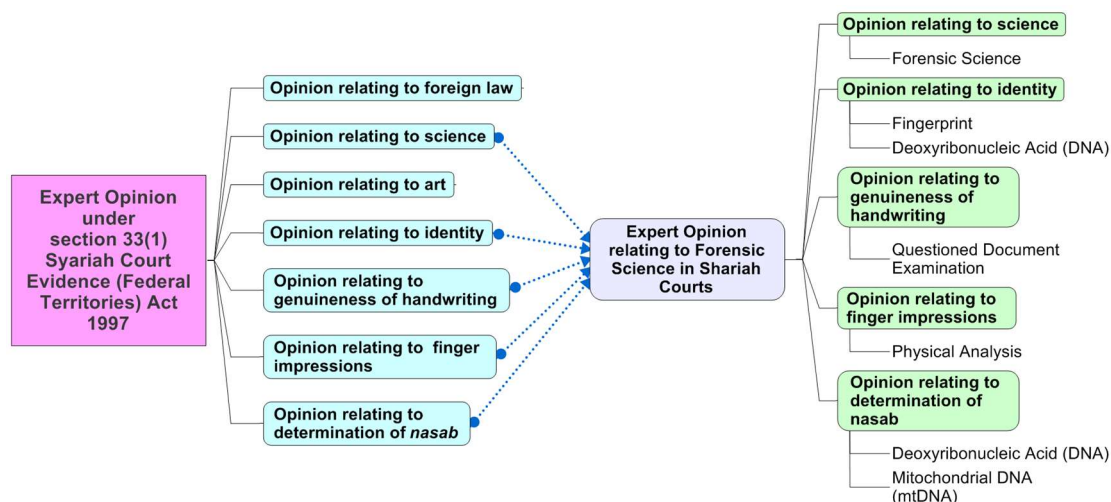 Expert Opinion
under
section 33(1)
Syariah Court
Evidence (Federal
Territories) Act
1997
Opinion relating to foreign law
Opinion relating to science
Opinion relating to art
Opinion relating to identity
Opinion relating to
genuineness of handwriting
Opinion relating to finger
impressions
Opinion relating to
determination of nasab
Expert Opinion
relating to Forensic
Science in Shariah
Courts
Opinion relating to science
Forensic Science
Opinion relating to identity
Fingerprint
Deoxyribonucleic Acid (DNA)
Opinion relating to
genuineness of
handwriting
Questioned Document
Examination
Opinion relating to
finger impressions
Physical Analysis
Opinion relating to
determination of
nasab
Deoxyribonucleic Acid (DNA)
Mitochondrial DNA
(mtDNA)